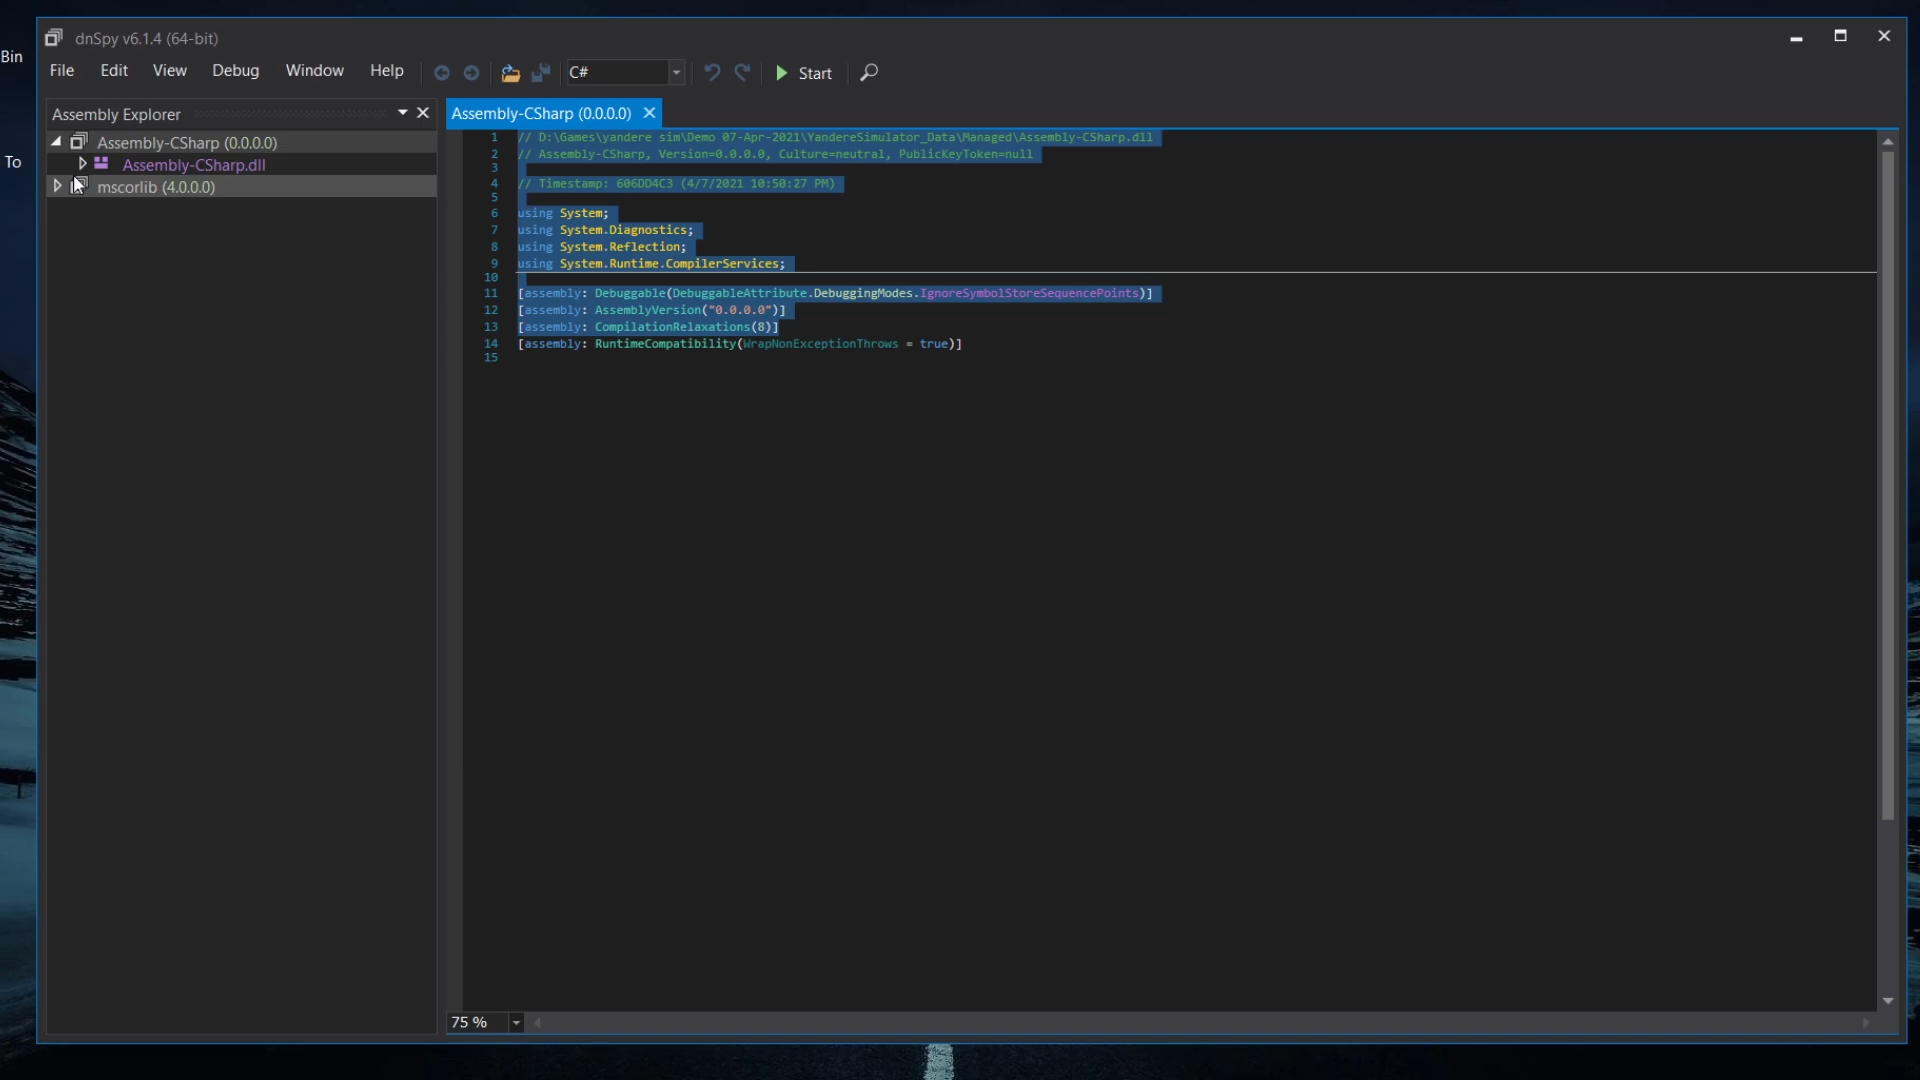 dnSpy v6.1.4 (64-bit)
Bin
File Edit View Debug Window Help C# Start
Assembly Explorer
Assembly-CSharp (0.0.0.0)
Assembly-CSharp (0.0.0.0)
Assembly-CSharp.dll
To
mscorlib (4.0.0.0)
1 // D:\Games\yandere sim\Demo 07-Apr-2021\YandereSimulator_Data\Managed\Assembly-CSharp.dll
2 // Assembly-CSharp, Version=0.0.0.0, Culture=neutral, PublicKeyToken=null
3
4 // Timestamp: 606DD4C3 (4/7/2021 10:50:27 PM)
5
6 using System;
7 using System.Diagnostics;
8 using System.Reflection;
9 using System.Runtime.CompilerServices;
10
11 [assembly: Debuggable(DebuggableAttribute.DebuggingModes.IgnoreSymbolStoreSequencePoints)]
12 [assembly: AssemblyVersion("0.0.0.0")]
13 [assembly: CompilationRelaxations(8)]
14 [assembly: RuntimeCompatibility(WrapNonExceptionThrows = true)]
15
75 %